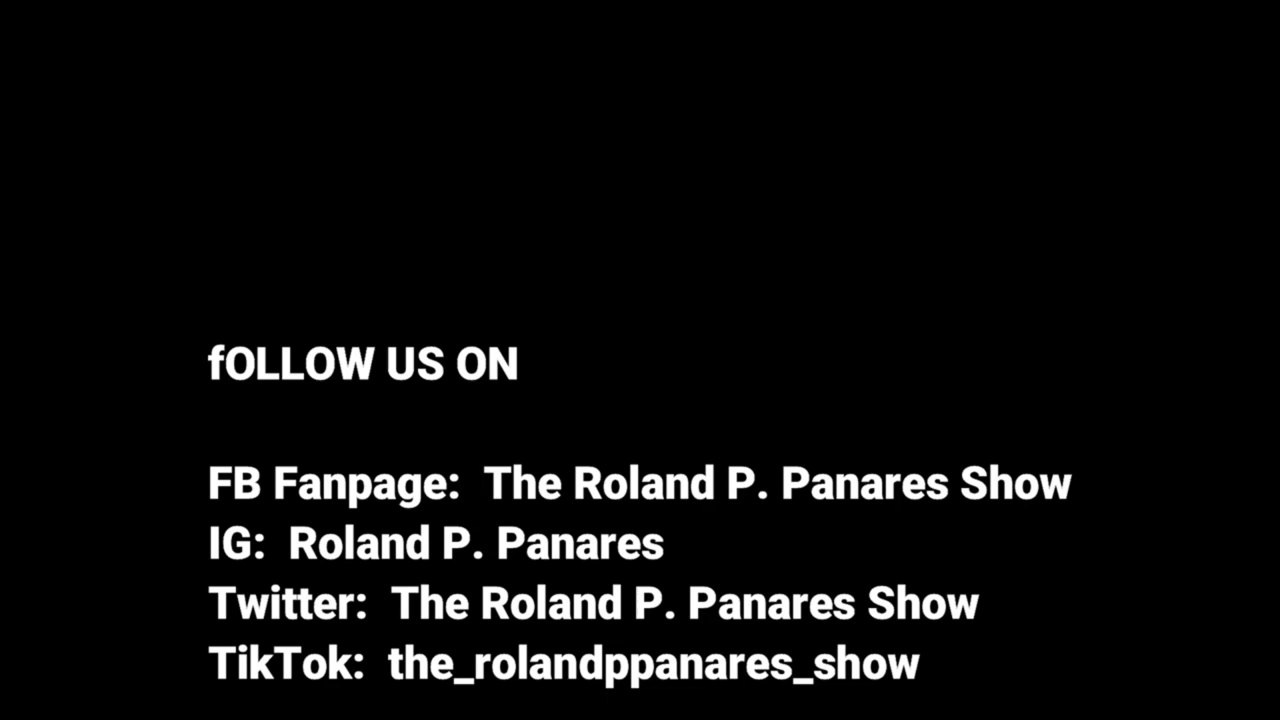 fOLLOW US ON
FB Fanpage:  The Roland P. Panares Show
IG:  Roland P. Panares
Twitter:  The Roland P. Panares Show
TikTok:  the_rolandppanares_show